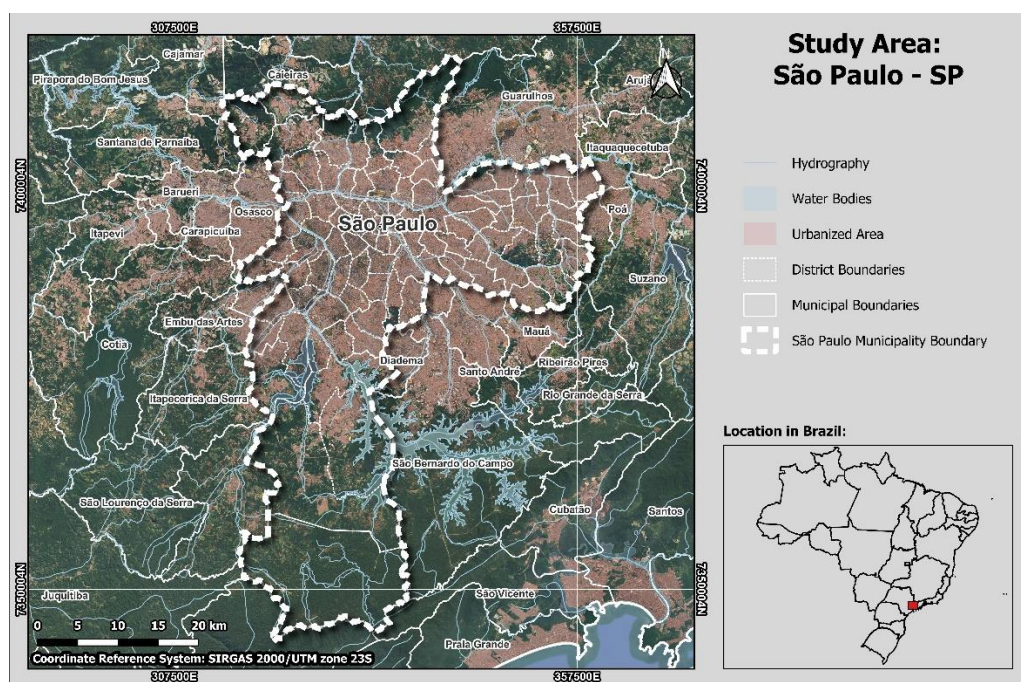 307500E
357500E
Study Area:
São Paulo - SP
Cajamar
Pirapora do Bom Jesus
Caieiras
Arujá
Guarulhos
Santana de Parnaíba
Itaquaquecetuba
7400004N
7400004N
Barueri
Osasco
Poá
São Paulo
Itapevi
Carapicuíba
Suzano
Embu das Artes
Mauá
Cotia
Diadema
Ribeirão Pires
Santo André
Itapecerica da Serra
Rio Grande da Serra
São Bernardo do Campo
São Lourenço da Serra
Cubatão
Santos
7350004N
7350004N
Juquitiba
São Vicente
Praia Grande
0 5 10 15 20 km
Coordinate Reference System: SIRGAS 2000/UTM zone 23S
307500E
357500E
N
Hydrography
Water Bodies
Urbanized Area
District Boundaries
Municipal Boundaries
São Paulo Municipality Boundary
Location in Brazil: